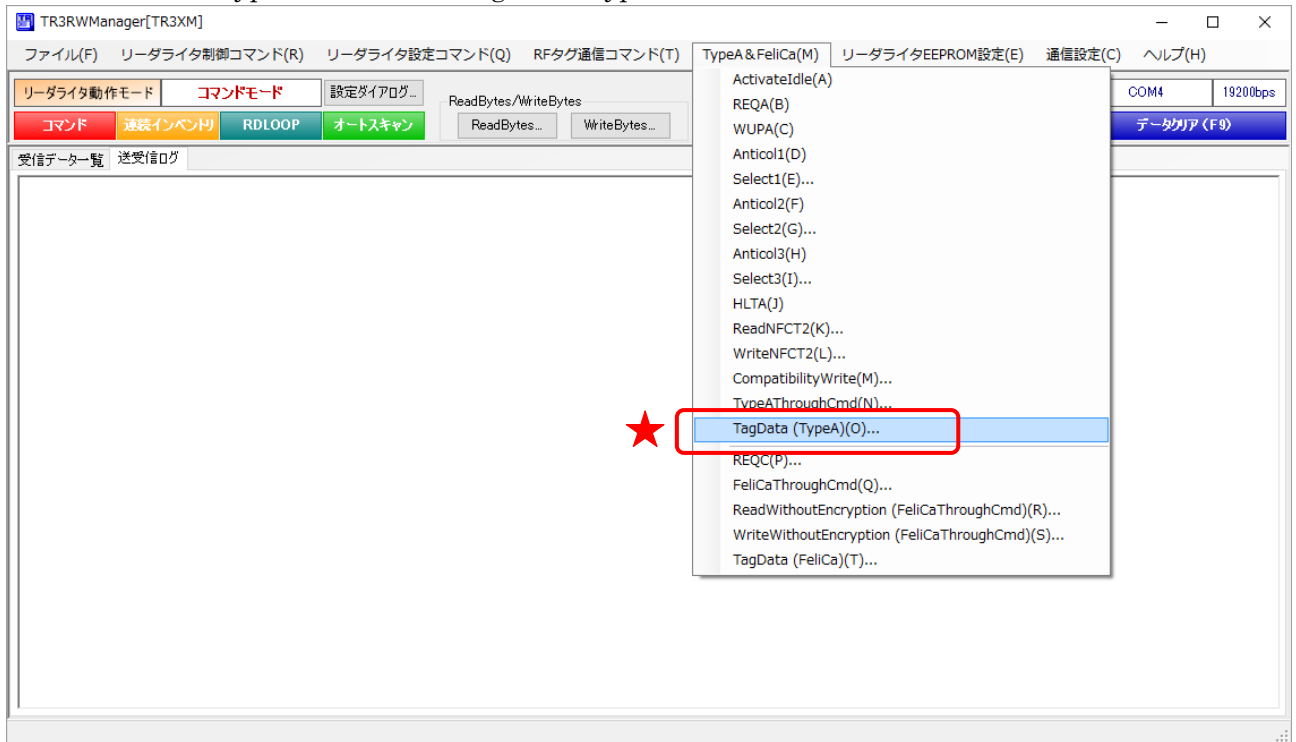 TR3RWManager[TR3XM]
ファイル(F) リーダライタ制御コマンド(R) リーダライタ設定コマンド(Q) RFタグ通信コマンド(T) TypeA&FeliCa(M) リーダライタEEPROM設定(E) 通信設定(C) ヘルプ(H)
リーダライタ動作モード コマンドモード 設定ダイアログ... COM4 19200bps
ReadBytes/WriteBytes
コマンド 連続インベントリ RDLOOP オートスキャン ReadBytes... WriteBytes... データクリア(F9)
受信データ一覧 送受信ログ
ActivateIdle(A)
REQA(B)
WUPA(C)
Anticol1(D)
Select1(E)...
Anticol2(F)
Select2(G)...
Anticol3(H)
Select3(I)...
HLTA(J)
ReadNFCT2(K)...
WriteNFCT2(L)...
CompatibilityWrite(M)...
TypeAThroughCmd(N)...
★ TagData (TypeA)(O)...
REQC(P)...
FeliCaThroughCmd(Q)...
ReadWithoutEncryption (FeliCaThroughCmd)(R)...
WriteWithoutEncryption (FeliCaThroughCmd)(S)...
TagData (FeliCa)(T)...